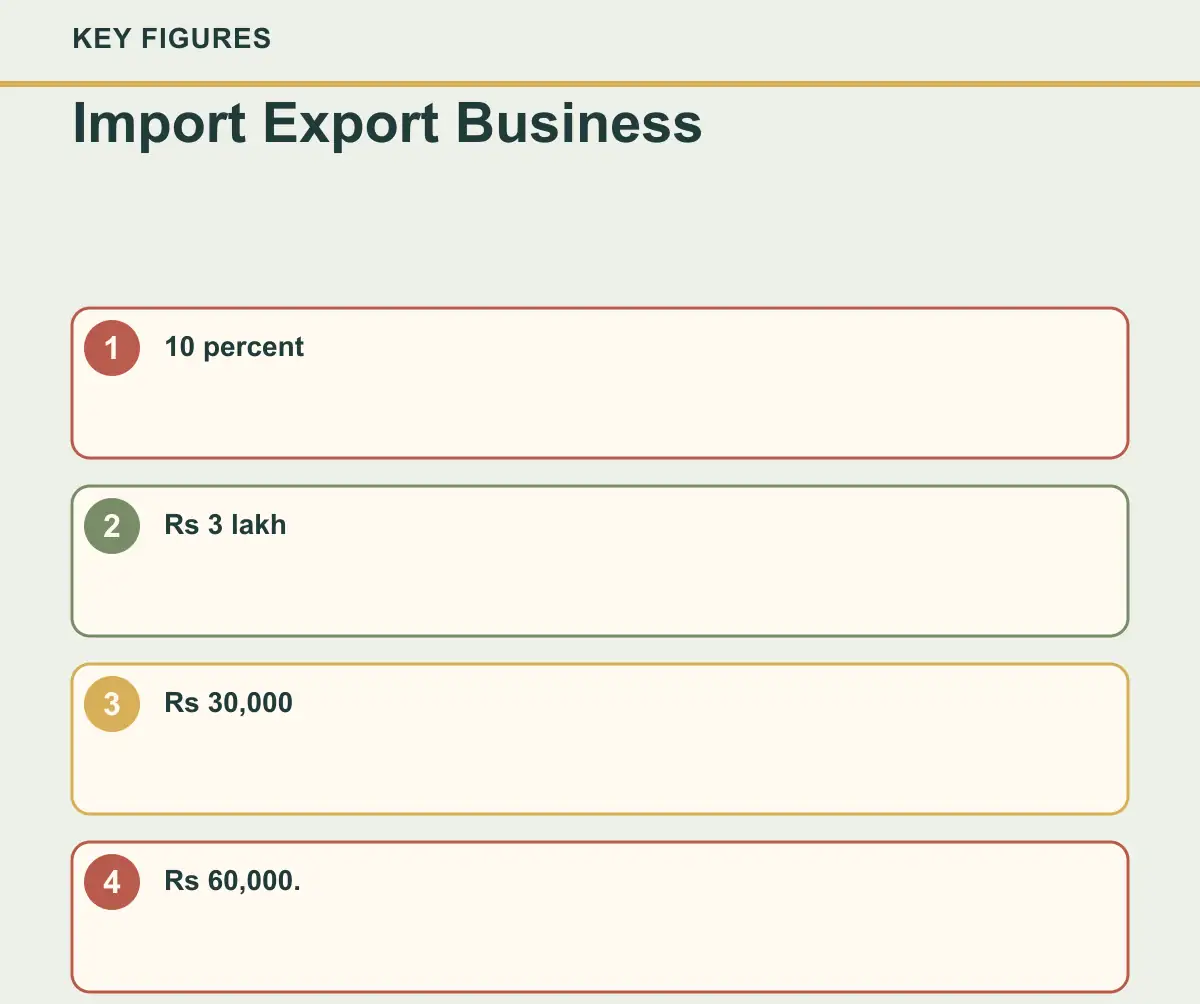 KEY FIGURES
Import Export Business
1 10 percent
2 Rs 3 lakh
3 Rs 30,000
4 Rs 60,000.